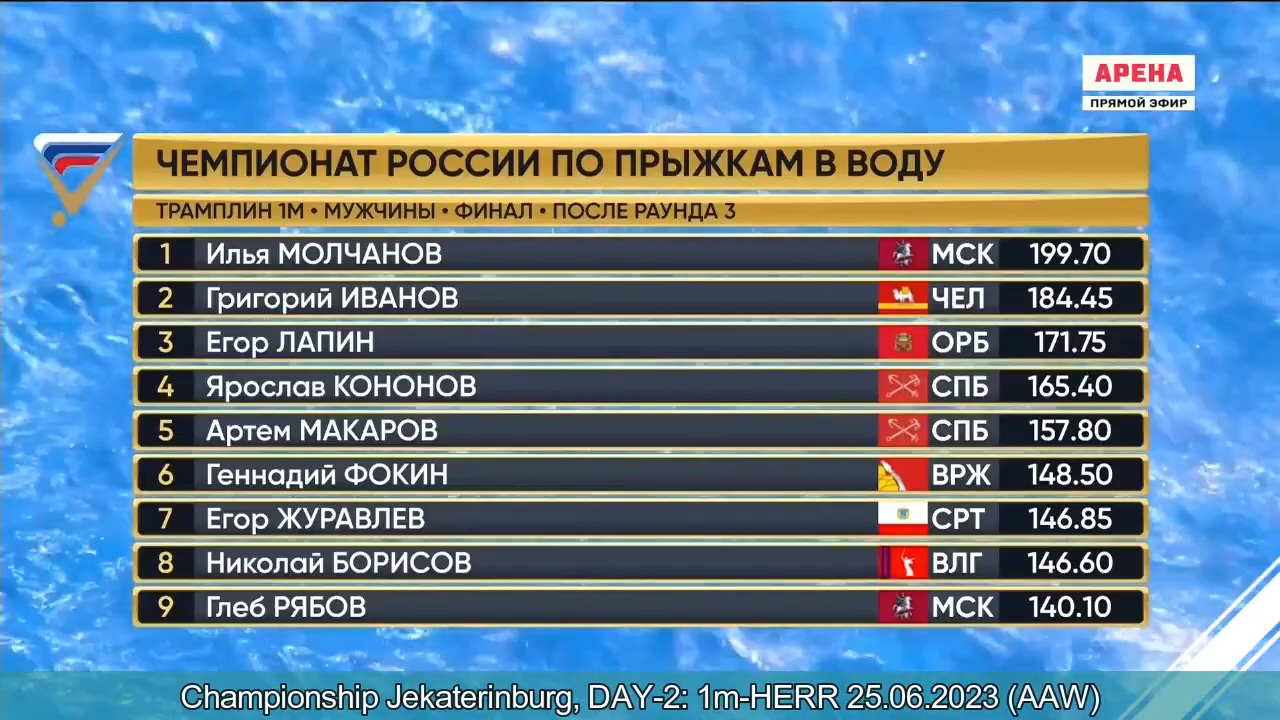 АРЕНА
ПРЯМОЙ ЭФИР
ЧЕМПИОНАТ РОССИИ ПО ПРЫЖКАМ В ВОДУ
ТРАМПЛИН 1М • МУЖЧИНЫ • ФИНАЛ • ПОСЛЕ РАУНДА 3
1 Илья МОЛЧАНОВ МСК 199.70
2 Григорий ИВАНОВ ЧЕЛ 184.45
3 Егор ЛАПИН ОРБ 171.75
4 Ярослав КОНОНОВ СПБ 165.40
5 Артем МАКАРОВ СПБ 157.80
6 Геннадий ФОКИН ВРЖ 148.50
7 Егор ЖУРАВЛЕВ СРТ 146.85
8 Николай БОРИСОВ ВЛГ 146.60
9 Глеб РЯБОВ МСК 140.10
Championship Jekaterinburg, DAY-2: 1m-HERR 25.06.2023 (AAW)